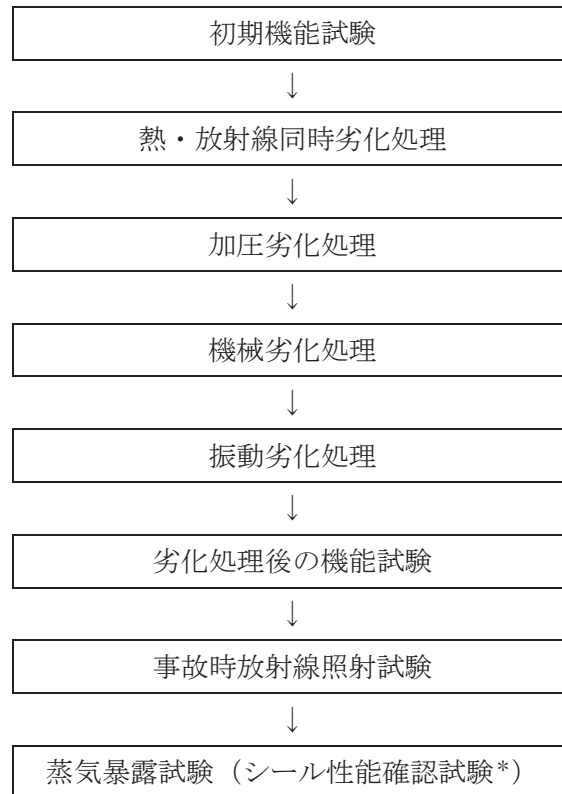 初期機能試験
↓
熱・放射線同時劣化処理
↓
加圧劣化処理
↓
機械劣化処理
↓
振動劣化処理
↓
劣化処理後の機能試験
↓
事故時放射線照射試験
↓
蒸気暴露試験（シール性能確認試験*）